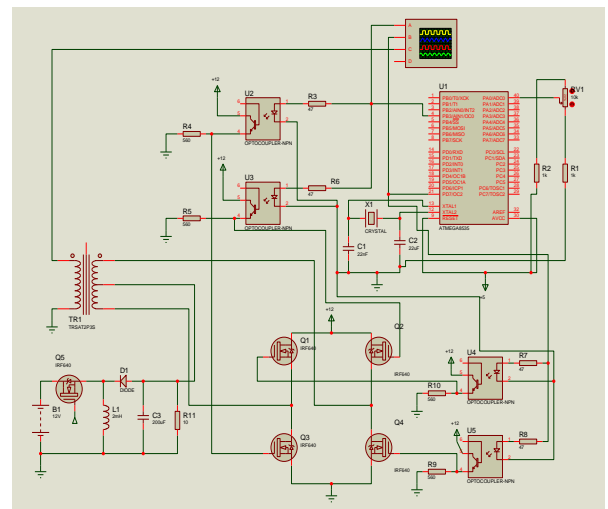 A
B
C
D
+12
U2
R3
47
R4
560
OPTOCOUPLER-NPN
+12
U3
R6
47
R5
560
OPTOCOUPLER-NPN
U1
PB0/T0/XCK
PB1/T1
PB2/AIN0/INT2
PB3/AIN1/OC0
PB4/SS
PB5/MOSI
PB6/MISO
PB7/SCK
PD0/RXD
PD1/TXD
PD2/INT0
PD3/INT1
PD4/OC1B
PD5/OC1A
PD6/ICP1
PD7/OC2
XTAL1
XTAL2
RESET
PA0/ADC0
PA1/ADC1
PA2/ADC2
PA3/ADC3
PA4/ADC4
PA5/ADC5
PA6/ADC6
PA7/ADC7
PC0/SCL
PC1/SDA
PC2
PC3
PC4
PC5
PC6/TOSC1
PC7/TOSC2
AREF
AVCC
ATMEGA8535
RV1
10k
R2
1k
R1
1k
X1
CRYSTAL
C1
22nF
C2
22uF
+5
TR1
TRSAT2P3S
Q5
IRF640
D1
DIODE
B1
12V
L1
2mH
C3
200uF
R11
10
+12
Q1
IRF640
Q2
IRF640
Q3
IRF640
Q4
IRF640
+12
U4
R7
47
R10
560
OPTOCOUPLER-NPN
+12
U5
R8
47
R9
560
OPTOCOUPLER-NPN